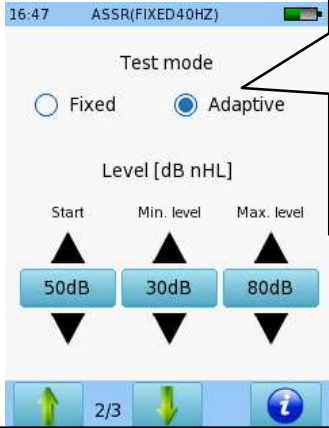 16:47 ASSR(FIXED40HZ)
Test mode
Fixed Adaptive
Level [dB nHL]
Start Min. level Max. level
50dB 30dB 80dB
2/3 i